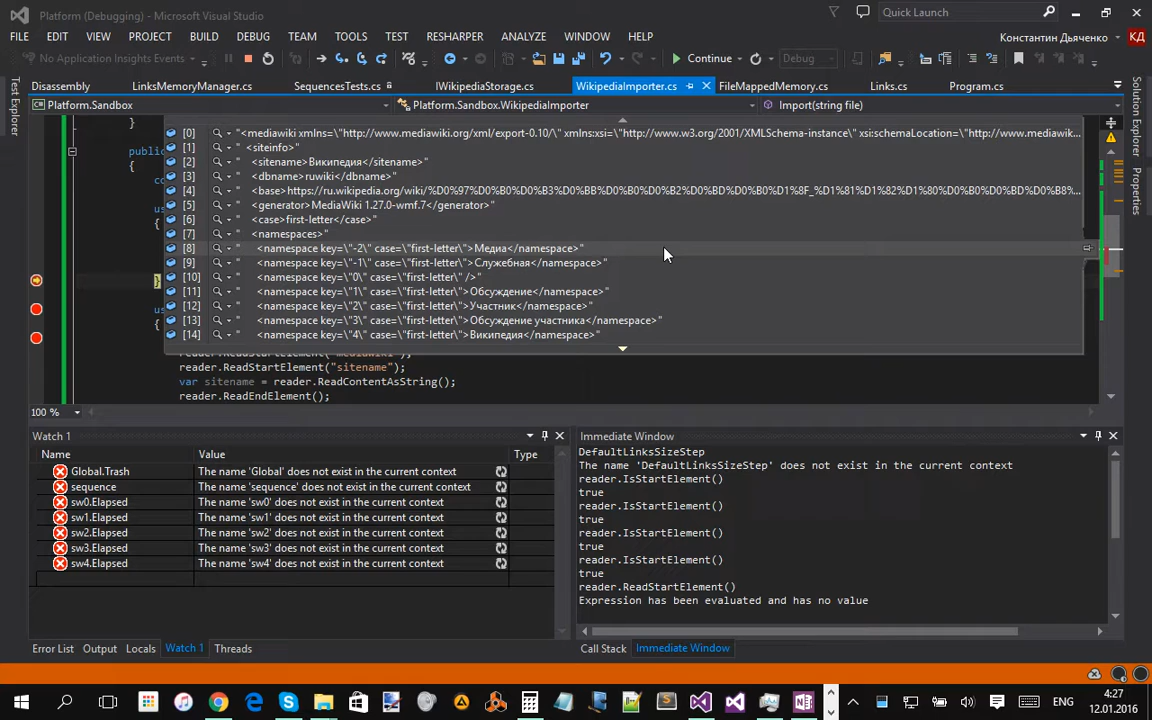 Platform (Debugging) - Microsoft Visual Studio
Quick Launch
FILE EDIT VIEW PROJECT BUILD DEBUG TEAM TOOLS TEST RESHARPER ANALYZE WINDOW HELP
Константин Дьяченко КД
No Application Insights Events
Continue
Debug
Disassembly LinksMemoryManager.cs SequencesTests.cs IWikipediaStorage.cs WikipediaImporter.cs FileMappedMemory.cs Links.cs Program.cs
Test Explorer
Solution Explorer
Properties
Platform.Sandbox Platform.Sandbox.WikipediaImporter Import(string file)
}
public
{
{
}
{
[0] "<mediawiki xmlns=\"http://www.mediawiki.org/xml/export-0.10/\" xmlns:xsi=\"http://www.w3.org/2001/XMLSchema-instance\" xsi:schemaLocation=\"http://www.mediawik...
[1] " <siteinfo>"
[2] " <sitename>Википедия</sitename>"
[3] " <dbname>ruwiki</dbname>"
[4] " <base>https://ru.wikipedia.org/wiki/%D0%97%D0%B0%D0%B3%D0%BB%D0%B0%D0%B2%D0%BD%D0%B0%D1%8F_%D1%81%D1%82%D1%80%D0%B0%D0%BD%D0%B8%...
[5] " <generator>MediaWiki 1.27.0-wmf.7</generator>"
[6] " <case>first-letter</case>"
[7] " <namespaces>"
[8] " <namespace key=\"-2\" case=\"first-letter\">Медиа</namespace>"
[9] " <namespace key=\"-1\" case=\"first-letter\">Служебная</namespace>"
[10] " <namespace key=\"0\" case=\"first-letter\" />"
[11] " <namespace key=\"1\" case=\"first-letter\">Обсуждение</namespace>"
[12] " <namespace key=\"2\" case=\"first-letter\">Участник</namespace>"
[13] " <namespace key=\"3\" case=\"first-letter\">Обсуждение участника</namespace>"
[14] " <namespace key=\"4\" case=\"first-letter\">Википедия</namespace>"
reader.ReadStartElement("mediawiki");
reader.ReadStartElement("sitename");
var sitename = reader.ReadContentAsString();
reader.ReadEndElement();
100 %
Watch 1
Name Value Type
Global.Trash The name 'Global' does not exist in the current context
sequence The name 'sequence' does not exist in the current context
sw0.Elapsed The name 'sw0' does not exist in the current context
sw1.Elapsed The name 'sw1' does not exist in the current context
sw2.Elapsed The name 'sw2' does not exist in the current context
sw3.Elapsed The name 'sw3' does not exist in the current context
sw4.Elapsed The name 'sw4' does not exist in the current context
Immediate Window
DefaultLinksSizeStep
The name 'DefaultLinksSizeStep' does not exist in the current context
reader.IsStartElement()
true
reader.IsStartElement()
true
reader.IsStartElement()
true
reader.IsStartElement()
true
reader.ReadStartElement()
Expression has been evaluated and has no value
Error List Output Locals Watch 1 Threads
Call Stack Immediate Window
ENG
4:27
12.01.2016